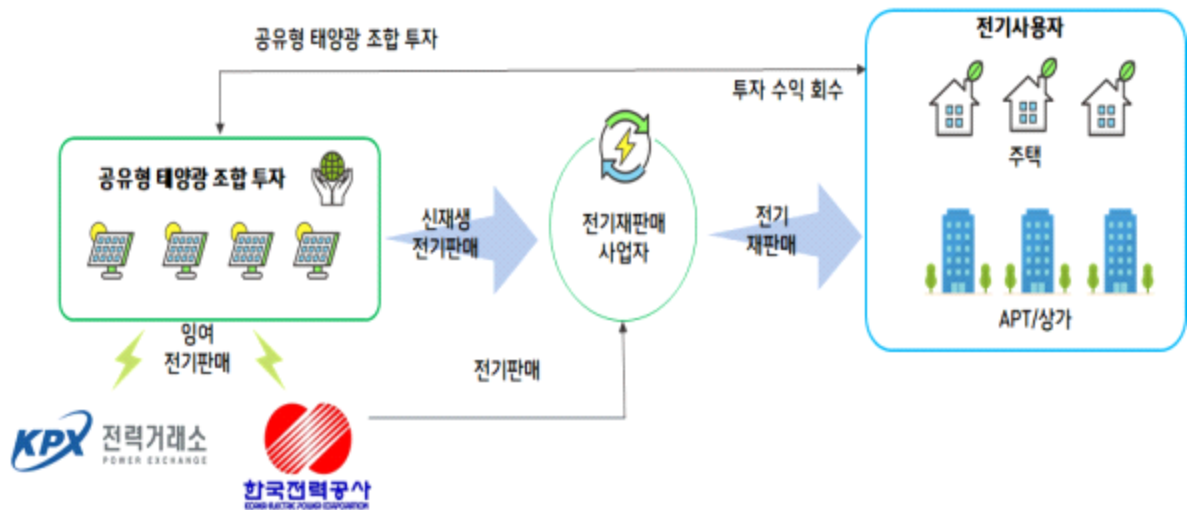 공유형 태양광 조합 투자
투자 수익 회수
전기사용자
주택
APT/상가
공유형 태양광 조합 투자
신재생
전기판매
전기재판매
사업자
전기
재판매
잉여
전기판매
전기판매
KPX 전력거래소
POWER EXCHANGE
한국전력공사
KOREA ELECTRIC POWER CORPORATION